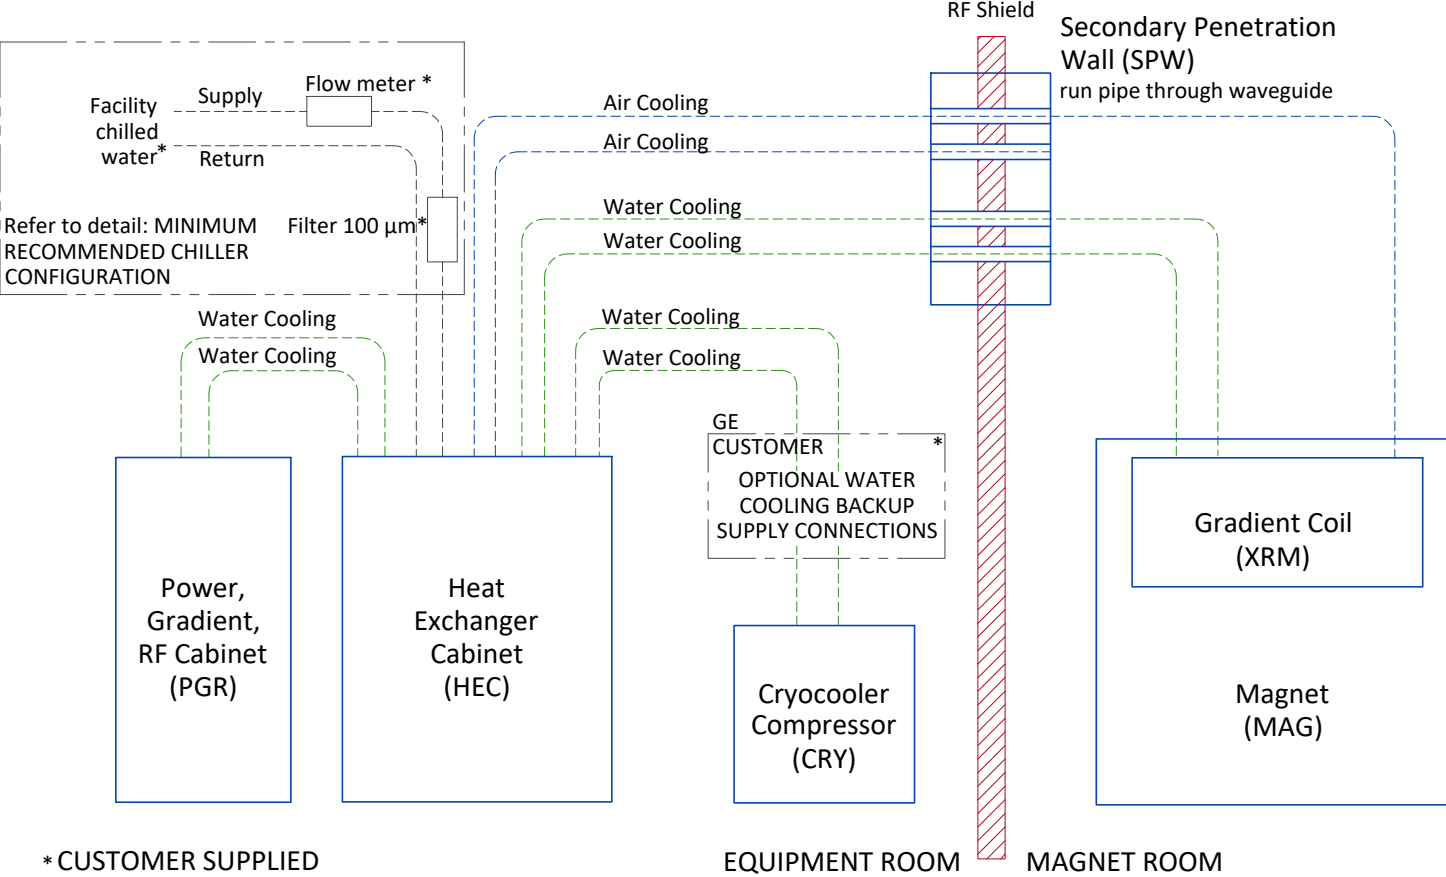 RF Shield
Secondary Penetration
Wall (SPW)
run pipe through waveguide
Facility
chilled
water*
Supply
Flow meter *
Return
Refer to detail: MINIMUM
RECOMMENDED CHILLER
CONFIGURATION
Filter 100 µm*
Air Cooling
Air Cooling
Water Cooling
Water Cooling
Water Cooling
Water Cooling
Water Cooling
Water Cooling
GE
CUSTOMER *
OPTIONAL WATER
COOLING BACKUP
SUPPLY CONNECTIONS
Power,
Gradient,
RF Cabinet
(PGR)
Heat
Exchanger
Cabinet
(HEC)
Cryocooler
Compressor
(CRY)
Gradient Coil
(XRM)
Magnet
(MAG)
* CUSTOMER SUPPLIED
EQUIPMENT ROOM
MAGNET ROOM